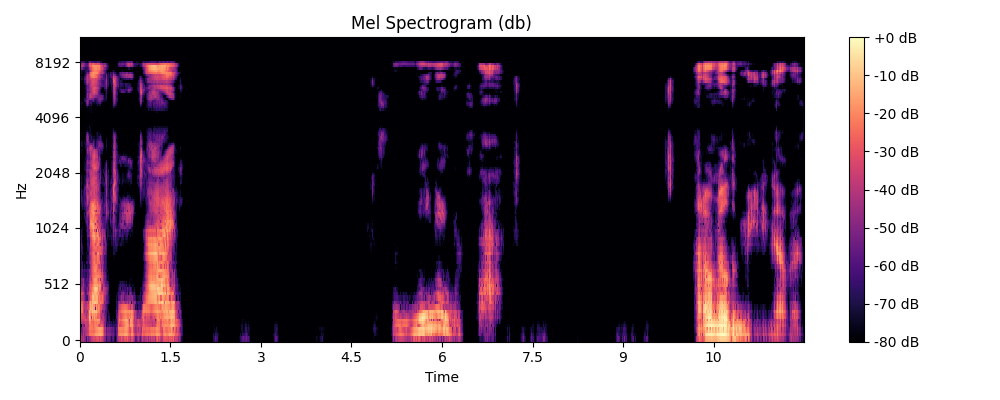 Mel Spectrogram (db)
8192
4096
2048
1024
512
0
Hz
0 1.5 3 4.5 6 7.5 9 10
Time
+0 dB
-10 dB
-20 dB
-30 dB
-40 dB
-50 dB
-60 dB
-70 dB
-80 dB